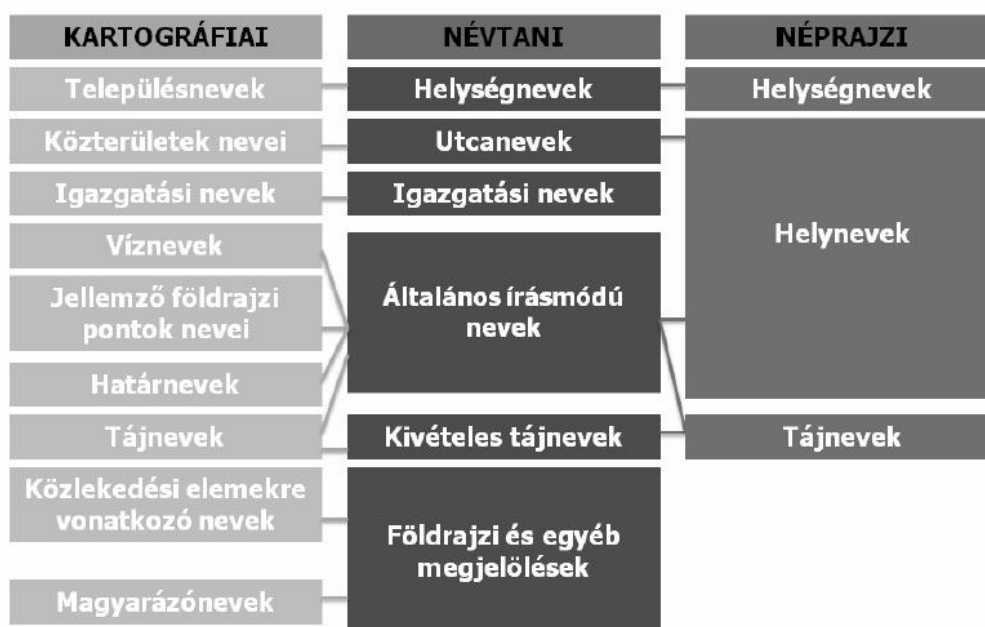 KARTOGRÁFIAI
Településnevek
Közterületek nevei
Igazgatási nevek
Víznevek
Jellemző földrajzi
pontok nevei
Határnevek
Tájnevek
Közlekedési elemekre
vonatkozó nevek
Magyarázónevek
NÉVTANI
Helységnevek
Utcanevek
Igazgatási nevek
Általános írásmódú
nevek
Kivételes tájnevek
Földrajzi és egyéb
megjelölések
NÉPRAJZI
Helységnevek
Helynevek
Tájnevek